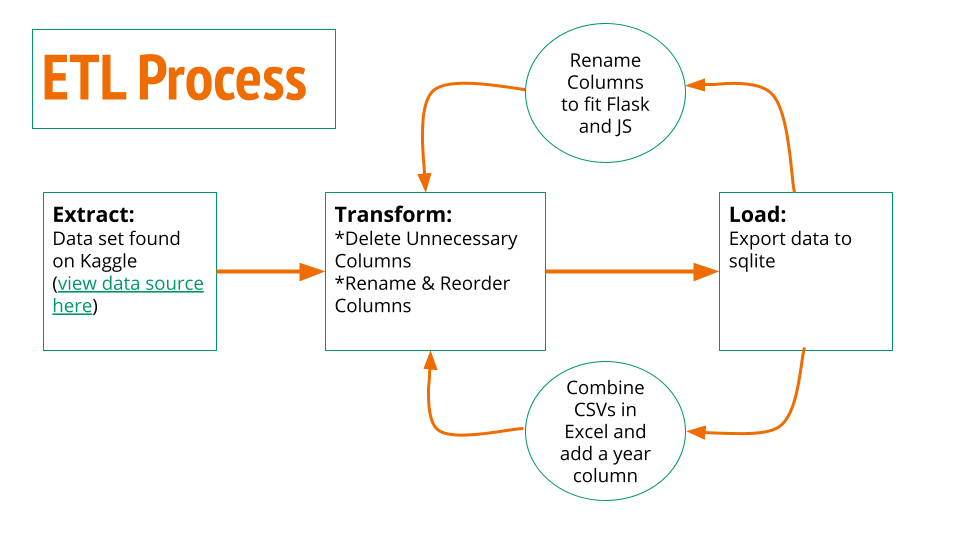 ETL Process
Rename
Columns
to fit Flask
and JS
Extract:
Data set found
on Kaggle
(view data source
here)
Transform:
*Delete Unnecessary
Columns
*Rename & Reorder
Columns
Load:
Export data to
sqlite
Combine
CSVs in
Excel and
add a year
column